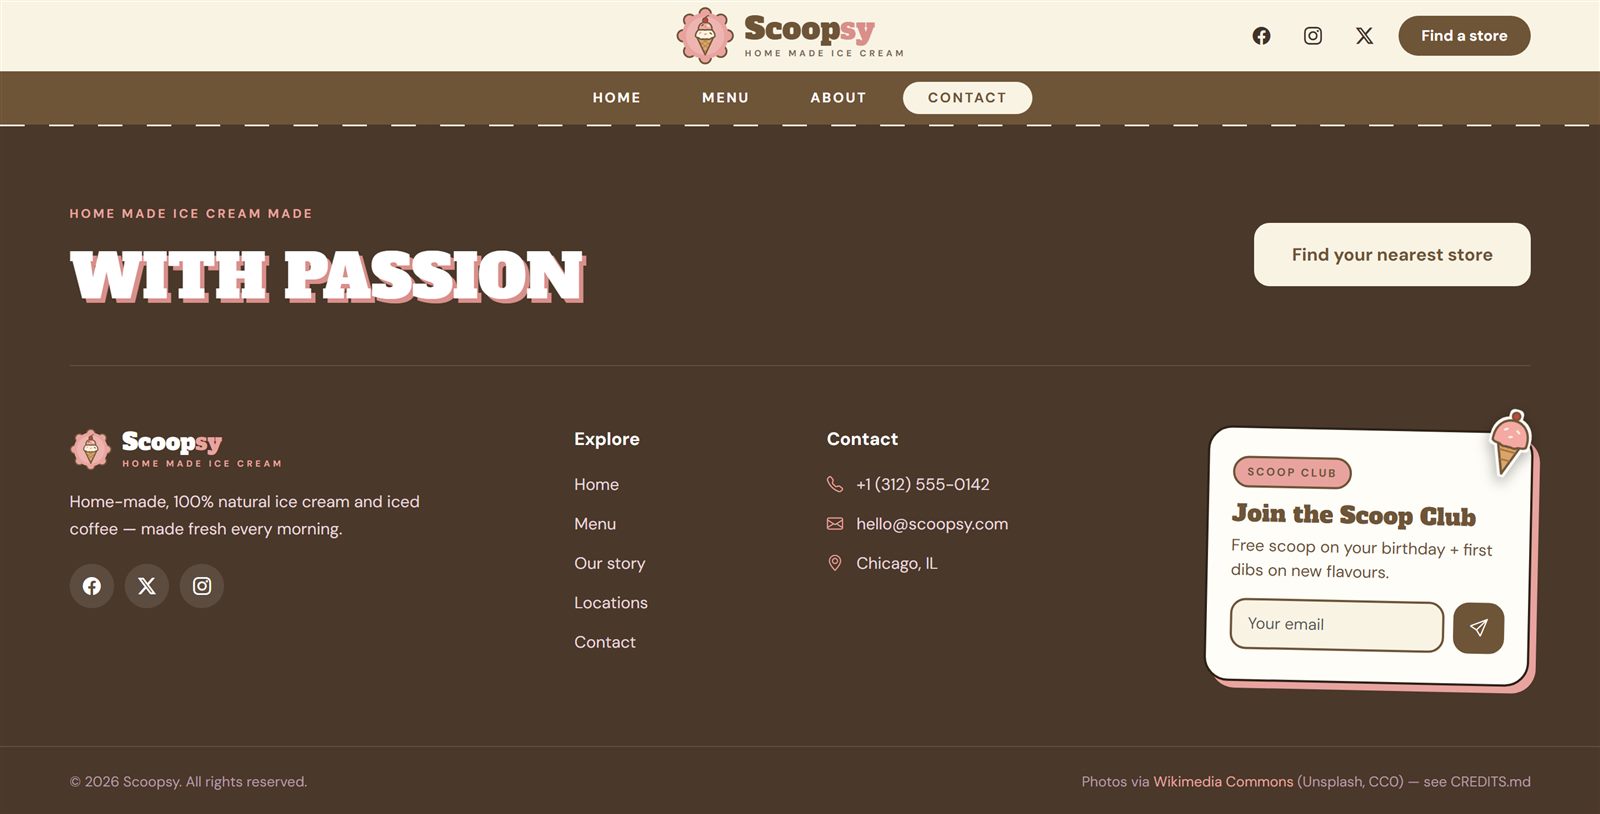 Scoopsy
HOME MADE ICE CREAM
Find a store
HOME MENU ABOUT CONTACT
HOME MADE ICE CREAM MADE
WITH PASSION
Find your nearest store
Scoopsy
HOME MADE ICE CREAM
Home-made, 100% natural ice cream and iced
coffee — made fresh every morning.
Explore
Home
Menu
Our story
Locations
Contact
Contact
+1 (312) 555-0142
hello@scoopsy.com
Chicago, IL
SCOOP CLUB
Join the Scoop Club
Free scoop on your birthday + first
dibs on new flavours.
Your email
© 2026 Scoopsy. All rights reserved.
Photos via Wikimedia Commons (Unsplash, CC0) — see CREDITS.md